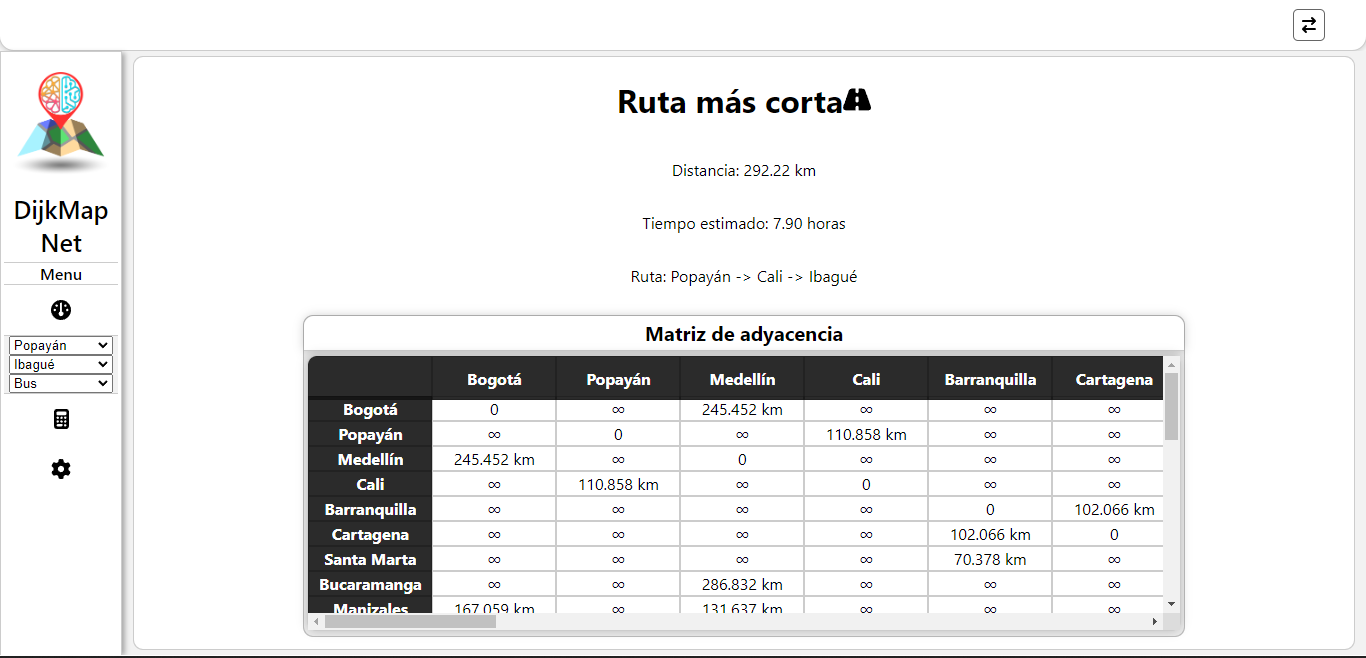 DijkMap
Net
Menu
Popayán
Ibagué
Bus
Ruta más corta
Distancia: 292.22 km
Tiempo estimado: 7.90 horas
Ruta: Popayán -> Cali -> Ibagué
Matriz de adyacencia
Bogotá Popayán Medellín Cali Barranquilla Cartagena
Bogotá 0 ∞ 245.452 km ∞ ∞ ∞
Popayán ∞ 0 ∞ 110.858 km ∞ ∞
Medellín 245.452 km ∞ 0 ∞ ∞ ∞
Cali ∞ 110.858 km ∞ 0 ∞ ∞
Barranquilla ∞ ∞ ∞ ∞ 0 102.066 km
Cartagena ∞ ∞ ∞ ∞ 102.066 km 0
Santa Marta ∞ ∞ ∞ ∞ 70.378 km ∞
Bucaramanga ∞ ∞ 286.832 km ∞ ∞ ∞
Manizales 167.059 km ∞ 131.637 km ∞ ∞ ∞